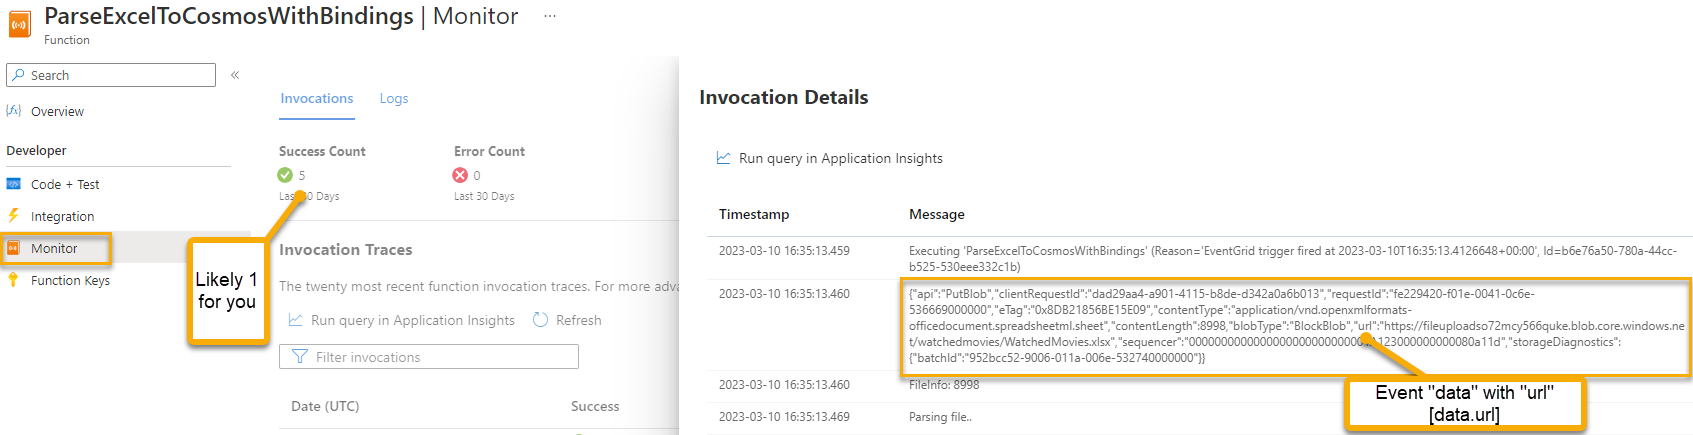 ParseExcelToCosmosWithBindings | Monitor ...
Function
Search
«
Overview
Developer
Code + Test
Integration
Monitor
Function Keys
Invocations Logs
Success Count Error Count
5 0
Last 30 Days Last 30 Days
Likely 1
for you
Invocation Traces
The twenty most recent function invocation traces. For more adva
Run query in Application Insights Refresh
Filter invocations
Date (UTC) Success
Invocation Details
Run query in Application Insights
Timestamp Message
2023-03-10 16:35:13.459 Executing 'ParseExcelToCosmosWithBindings' (Reason='EventGrid trigger fired at 2023-03-10T16:35:13.4126648+00:00', Id=b6e76a50-780a-44cc-
b525-530eee332c1b)
2023-03-10 16:35:13.460 {"api":"PutBlob","clientRequestId":"dad29aa4-a901-4115-b8de-d342a0a6b013","requestId":"fe229420-f01e-0041-0c6e-
536669000000","eTag":"0x8DB21856BE15E09","contentType":"application/vnd.openxmlformats-
officedocument.spreadsheetml.sheet","contentLength":8998,"blobType":"BlockBlob","url":"https://fileuploadso72mcy566quke.blob.core.windows.ne
t/watchedmovies/WatchedMovies.xlsx","sequencer":
"storageDiagnostics":
{"batchId":"952bcc52-9006-011a-006e-532740000000"}}
2023-03-10 16:35:13.460 FileInfo: 8998
2023-03-10 16:35:13.469 Parsing file..
Event "data" with "url"
[data.url]